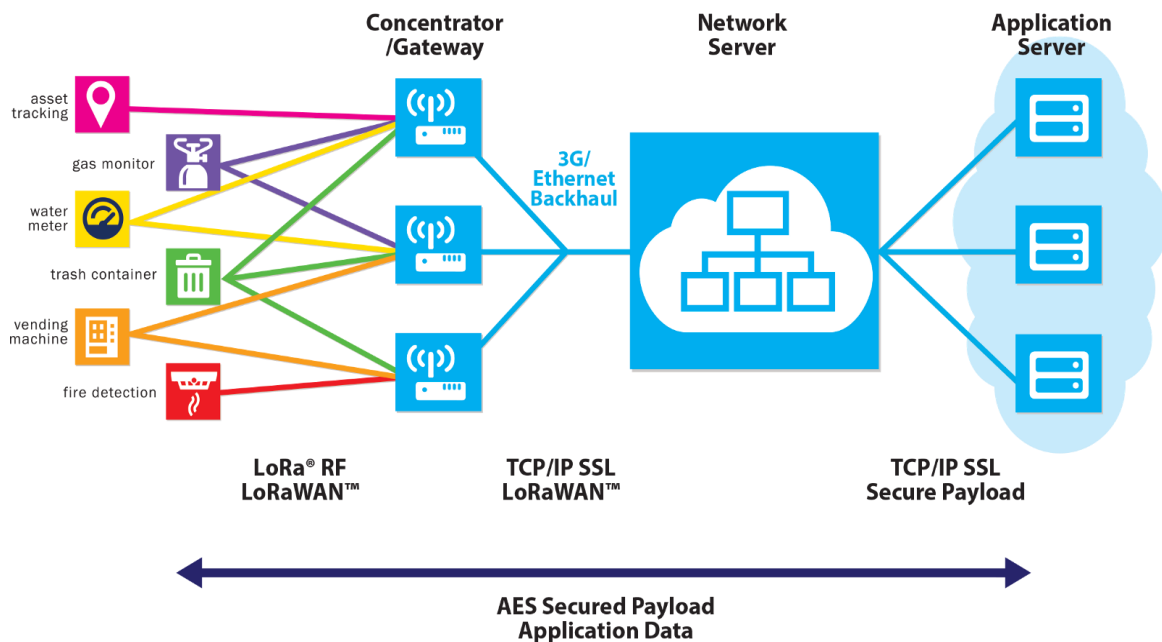 Concentrator
/Gateway
Network
Server
Application
Server
asset
tracking
gas monitor
water
meter
trash container
vending
machine
fire detection
3G/
Ethernet
Backhaul
LoRa® RF
LoRaWAN™
TCP/IP SSL
LoRaWAN™
TCP/IP SSL
Secure Payload
AES Secured Payload
Application Data